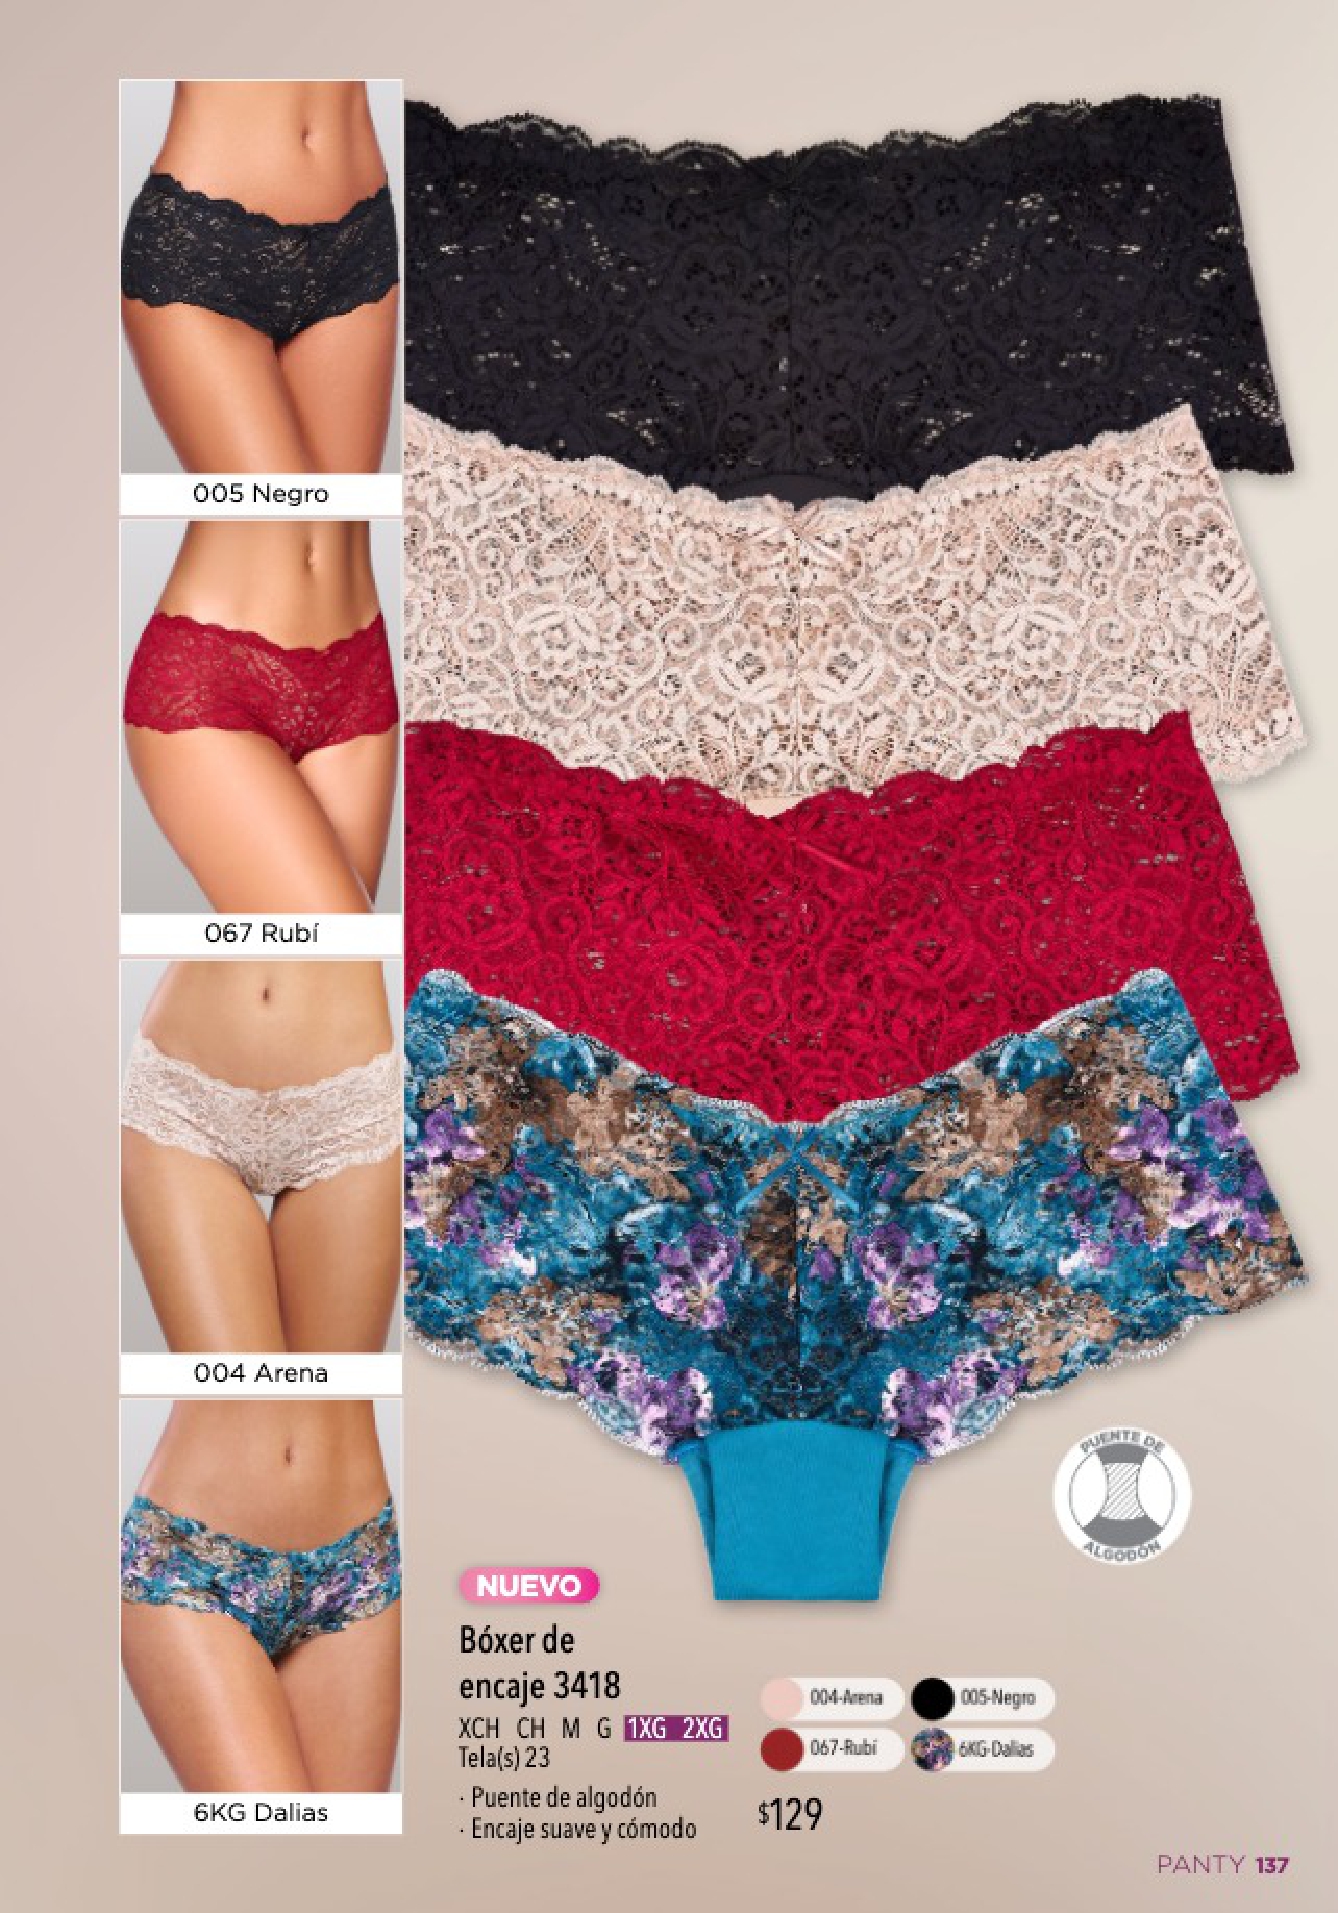 005 Negro
067 Rubí
004 Arena
6KG Dalias
PUENTE DE
ALGODÓN
NUEVO
Bóxer de
encaje 3418
XCH CH M G 1XG 2XG
Tela(s) 23
· Puente de algodón
· Encaje suave y cómodo
004-Arena
005-Negro
067-Rubí
6KG-Dalias
$129
PANTY 137